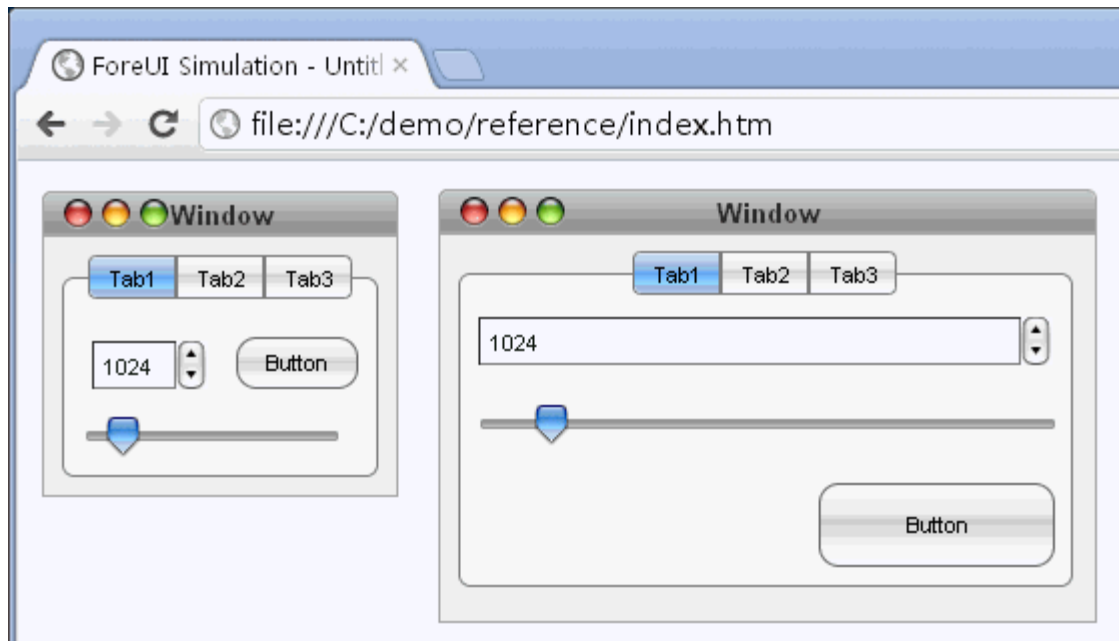 ForeUI Simulation - Untitl ×
file:///C:/demo/reference/index.htm
Window
Tab1 Tab2 Tab3
1024 Button
Window
Tab1 Tab2 Tab3
1024
Button